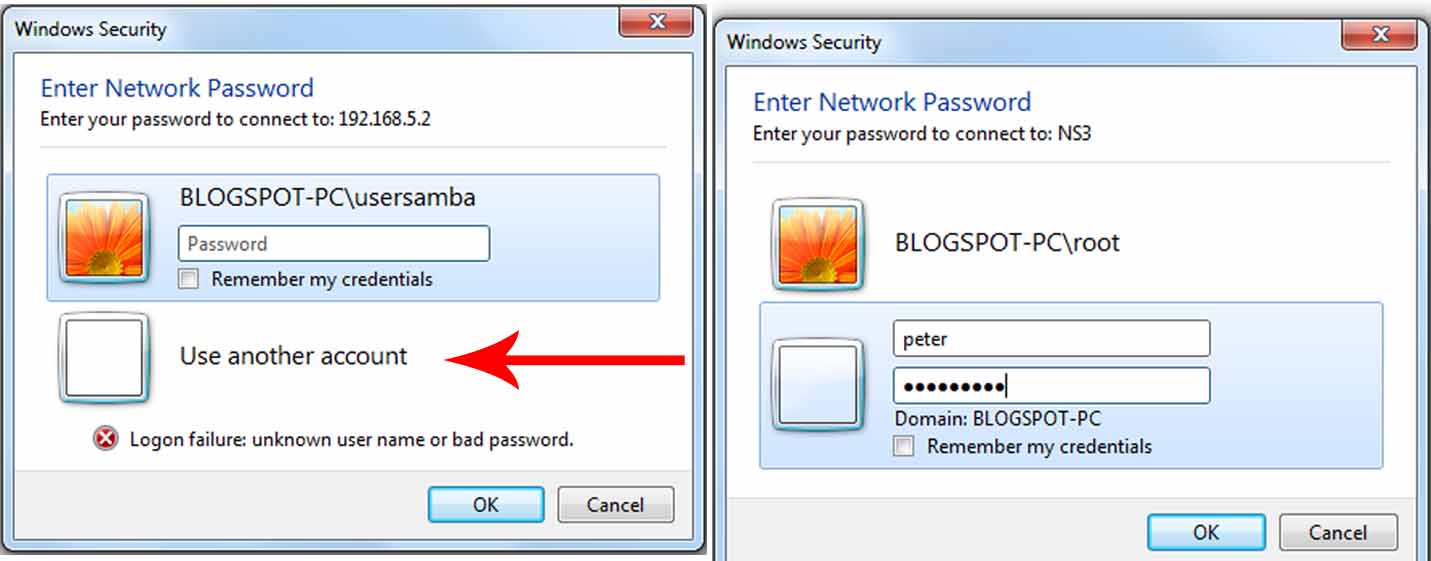 Windows Security
Enter Network Password
Enter your password to connect to: 192.168.5.2
BLOGSPOT-PC\usersamba
Password
Remember my credentials
Use another account
Logon failure: unknown user name or bad password.
OK
Cancel
Windows Security
Enter Network Password
Enter your password to connect to: NS3
BLOGSPOT-PC\root
peter
●●●●●●●●●
Domain: BLOGSPOT-PC
Remember my credentials
OK
Cancel